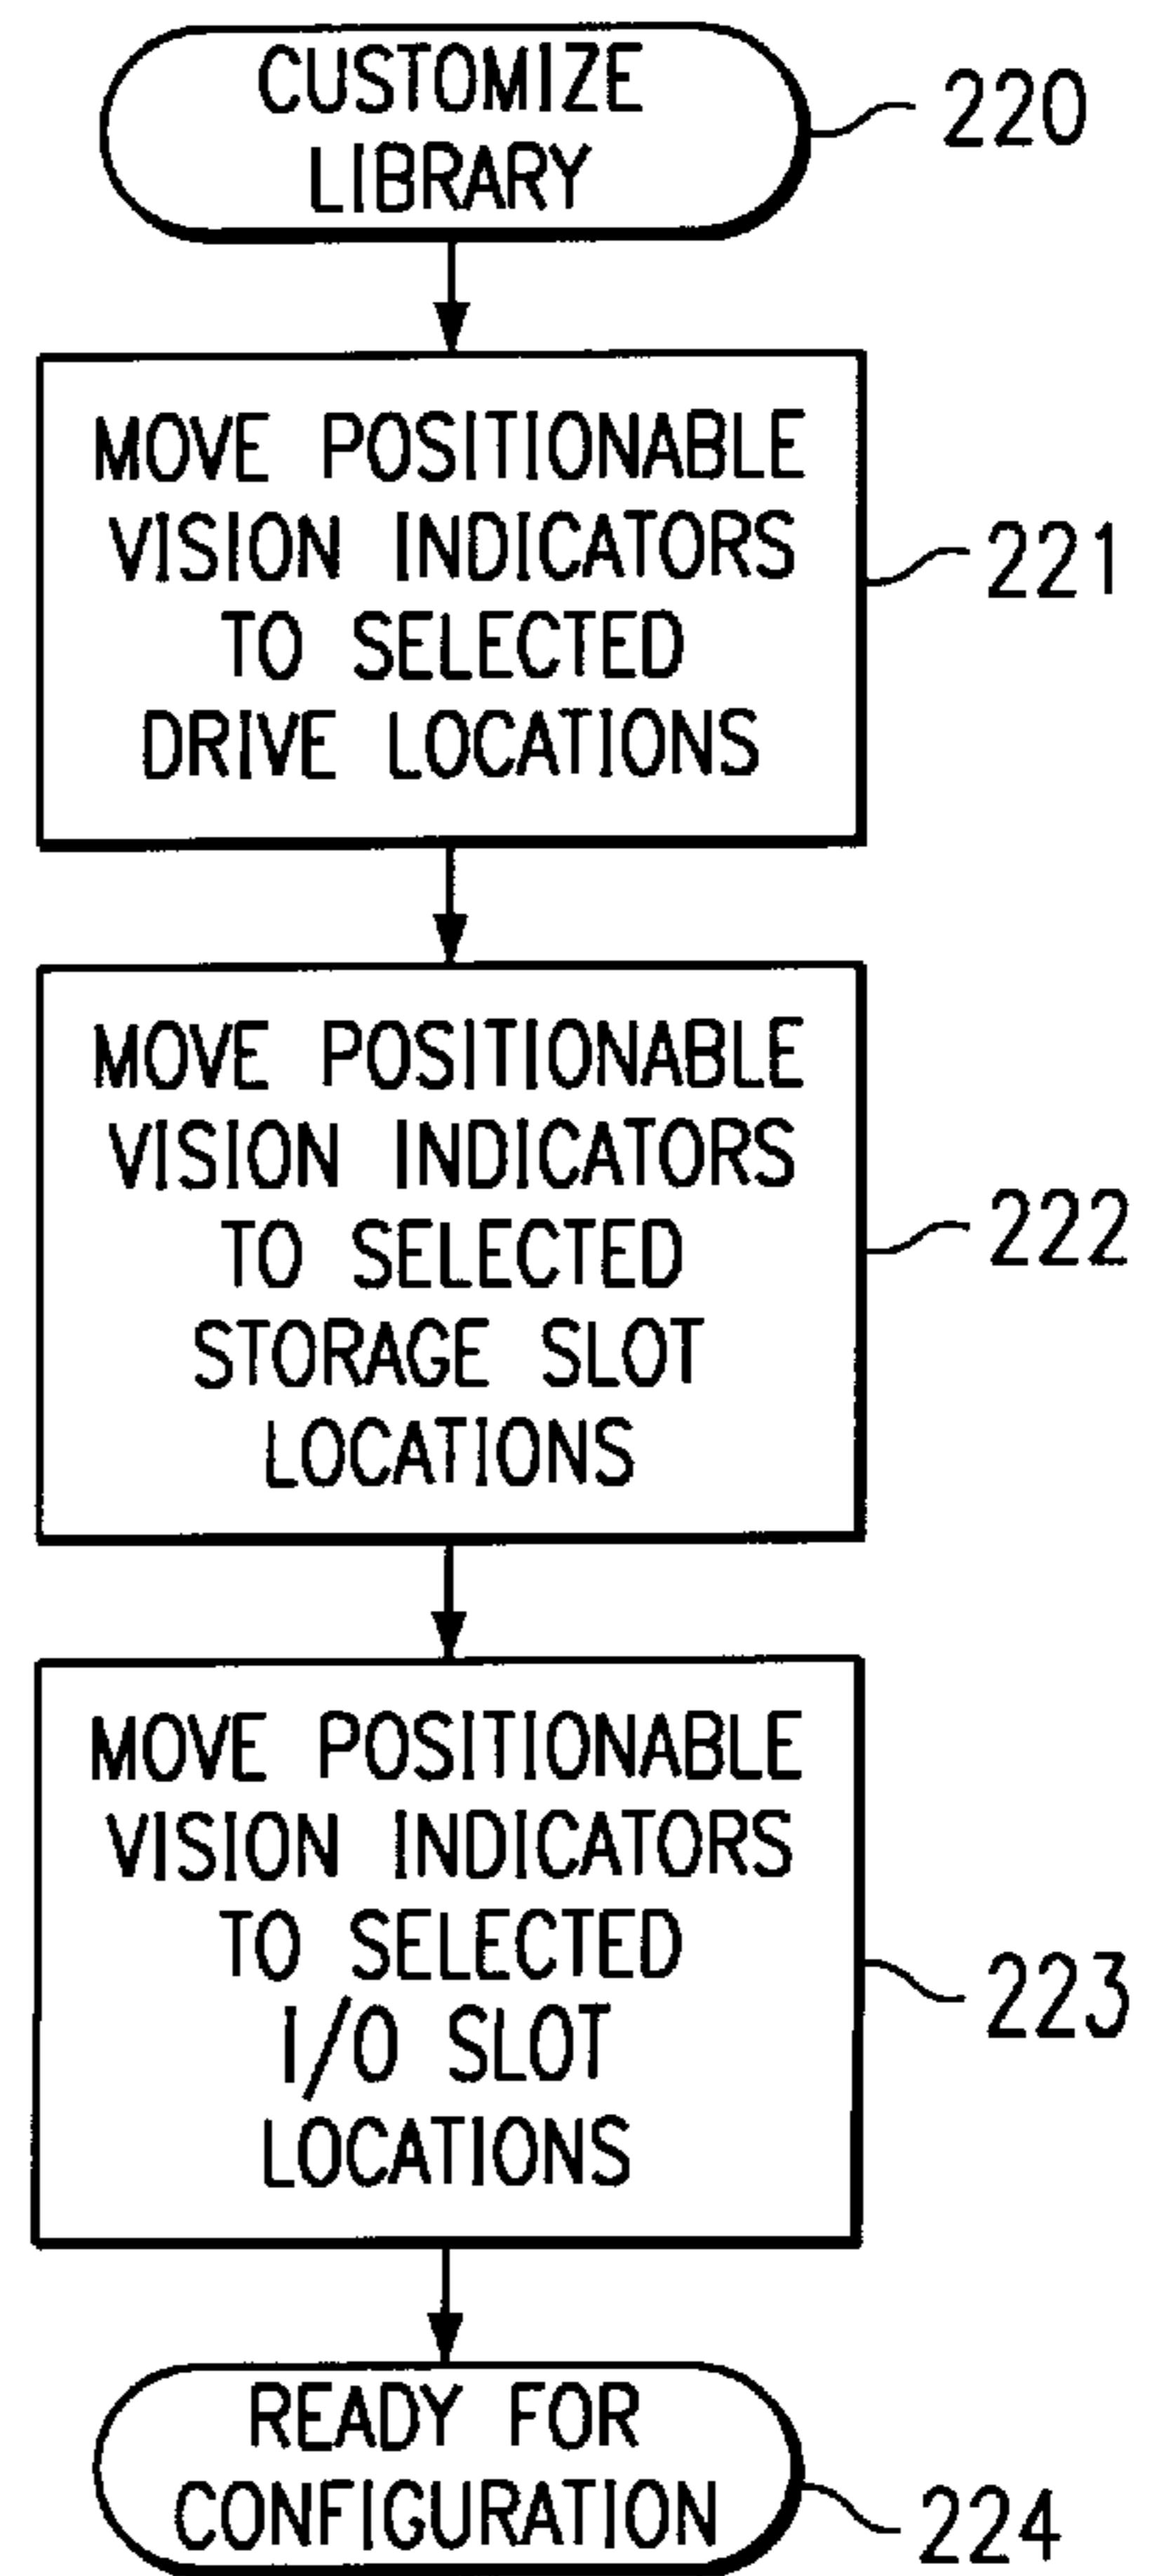 CUSTOMIZE
LIBRARY
220
MOVE POSITIONABLE
VISION INDICATORS
TO SELECTED
DRIVE LOCATIONS
221
MOVE POSITIONABLE
VISION INDICATORS
TO SELECTED
STORAGE SLOT
LOCATIONS
222
MOVE POSITIONABLE
VISION INDICATORS
TO SELECTED
I/O SLOT
LOCATIONS
223
READY FOR
CONFIGURATION
224